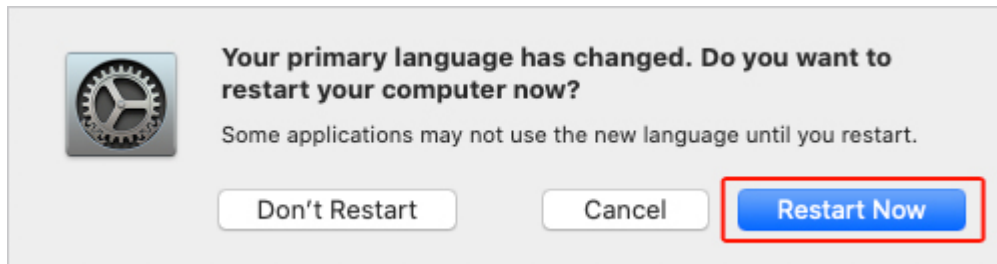 Your primary language has changed. Do you want to
restart your computer now?
Some applications may not use the new language until you restart.
Don't Restart
Cancel
Restart Now